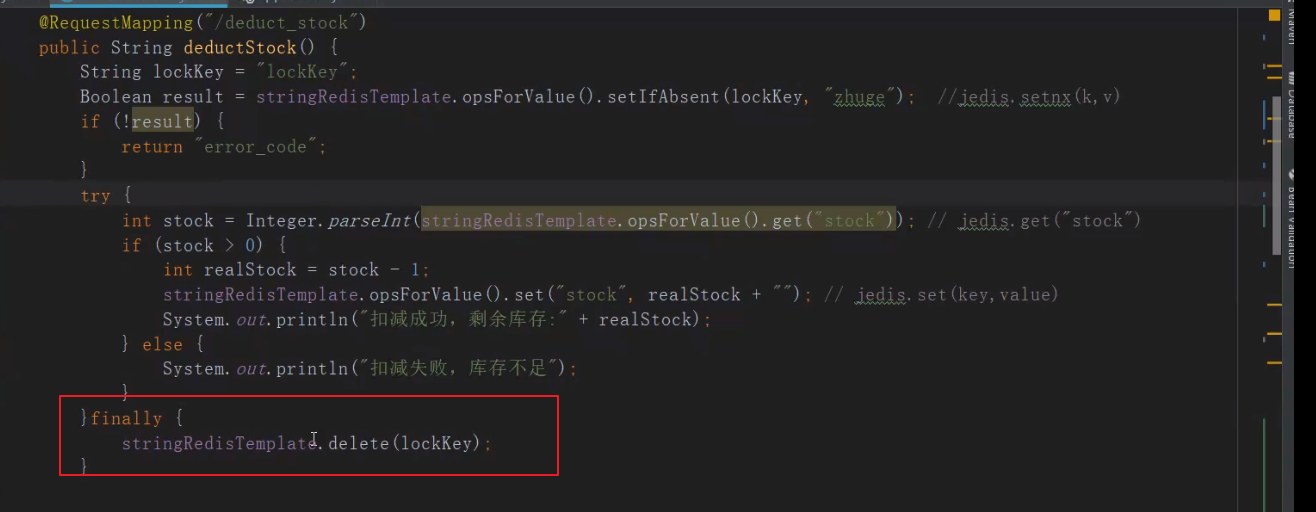 @RequestMapping("/deduct_stock")
public String deductStock() {
String lockKey = "lockKey";
Boolean result = stringRedisTemplate.opsForValue().setIfAbsent(lockKey, "zhuge"); //jedis.setnx(k,v)
if (!result) {
return "error_code";
}
try {
int stock = Integer.parseInt(stringRedisTemplate.opsForValue().get("stock")); // jedis.get("stock")
if (stock > 0) {
int realStock = stock - 1;
stringRedisTemplate.opsForValue().set("stock", realStock + ""); // jedis.set(key,value)
System.out.println("扣减成功，剩余库存:" + realStock);
} else {
System.out.println("扣减失败，库存不足");
}
}finally {
stringRedisTemplate.delete(lockKey);
}
Maven
Database
Bean Validation